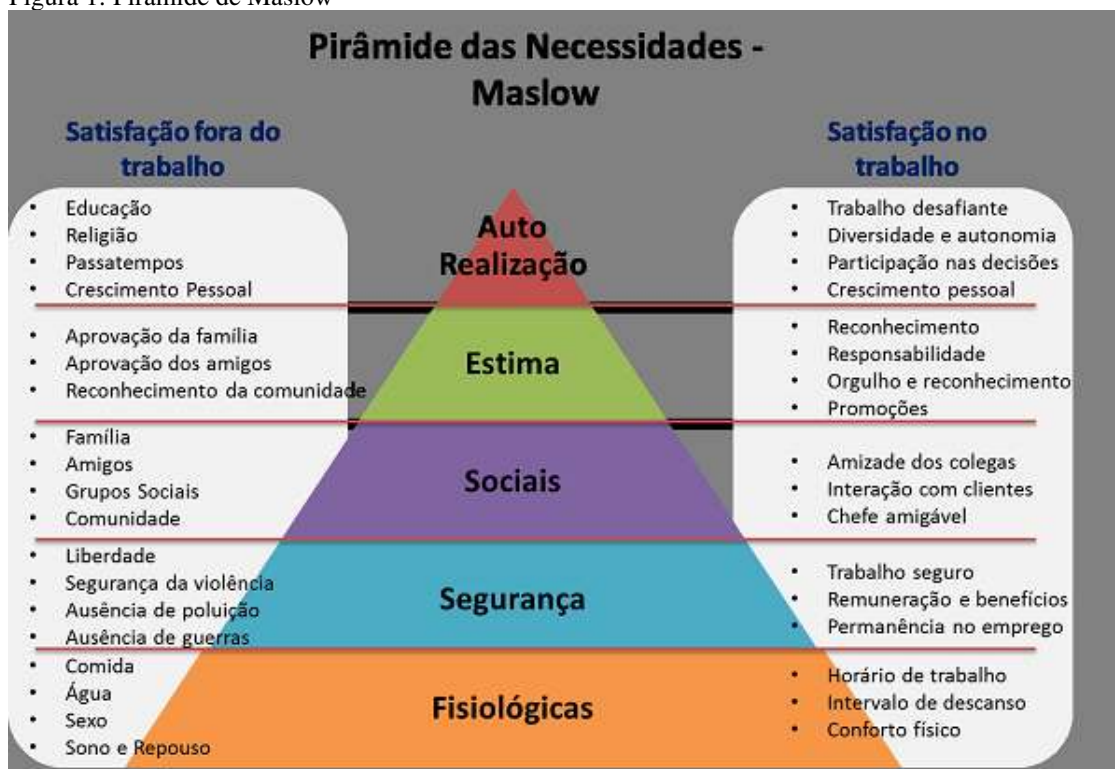 Figura 1: Pirâmide de Maslow
Pirâmide das Necessidades -
Maslow
Satisfação fora do
trabalho
Satisfação no
trabalho
• Educação
• Religião
• Passatempos
• Crescimento Pessoal
Auto
Realização
• Trabalho desafiante
• Diversidade e autonomia
• Participação nas decisões
• Crescimento pessoal
• Aprovação da família
• Aprovação dos amigos
• Reconhecimento da comunidade
Estima
• Reconhecimento
• Responsabilidade
• Orgulho e reconhecimento
• Promoções
• Família
• Amigos
• Grupos Sociais
• Comunidade
Sociais
• Amizade dos colegas
• Interação com clientes
• Chefe amigável
• Liberdade
• Segurança da violência
• Ausência de poluição
• Ausência de guerras
Segurança
• Trabalho seguro
• Remuneração e benefícios
• Permanência no emprego
• Comida
• Água
• Sexo
• Sono e Repouso
Fisiológicas
• Horário de trabalho
• Intervalo de descanso
• Conforto físico